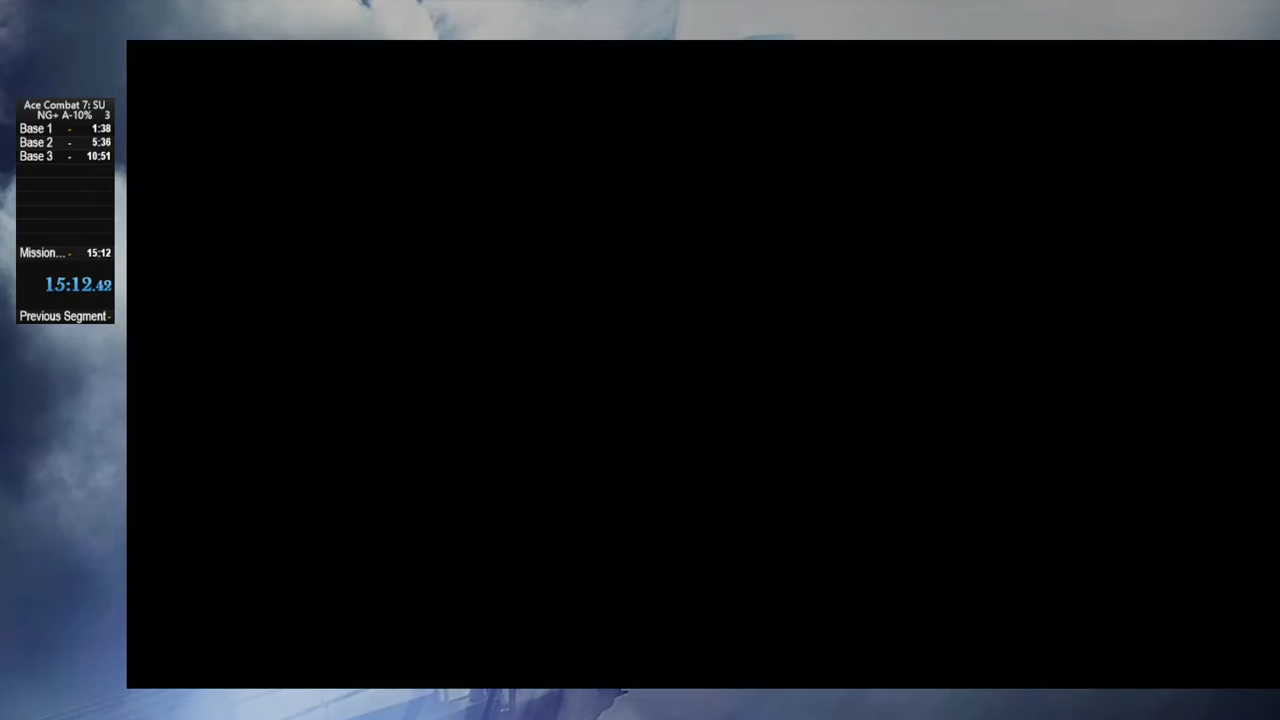 Ace Combat 7: SU
NG+ A-10% 3
Base 1 - 1:38
Base 2 - 5:36
Base 3 - 10:51
Mission... - 15:12
15:12.42
Previous Segment -